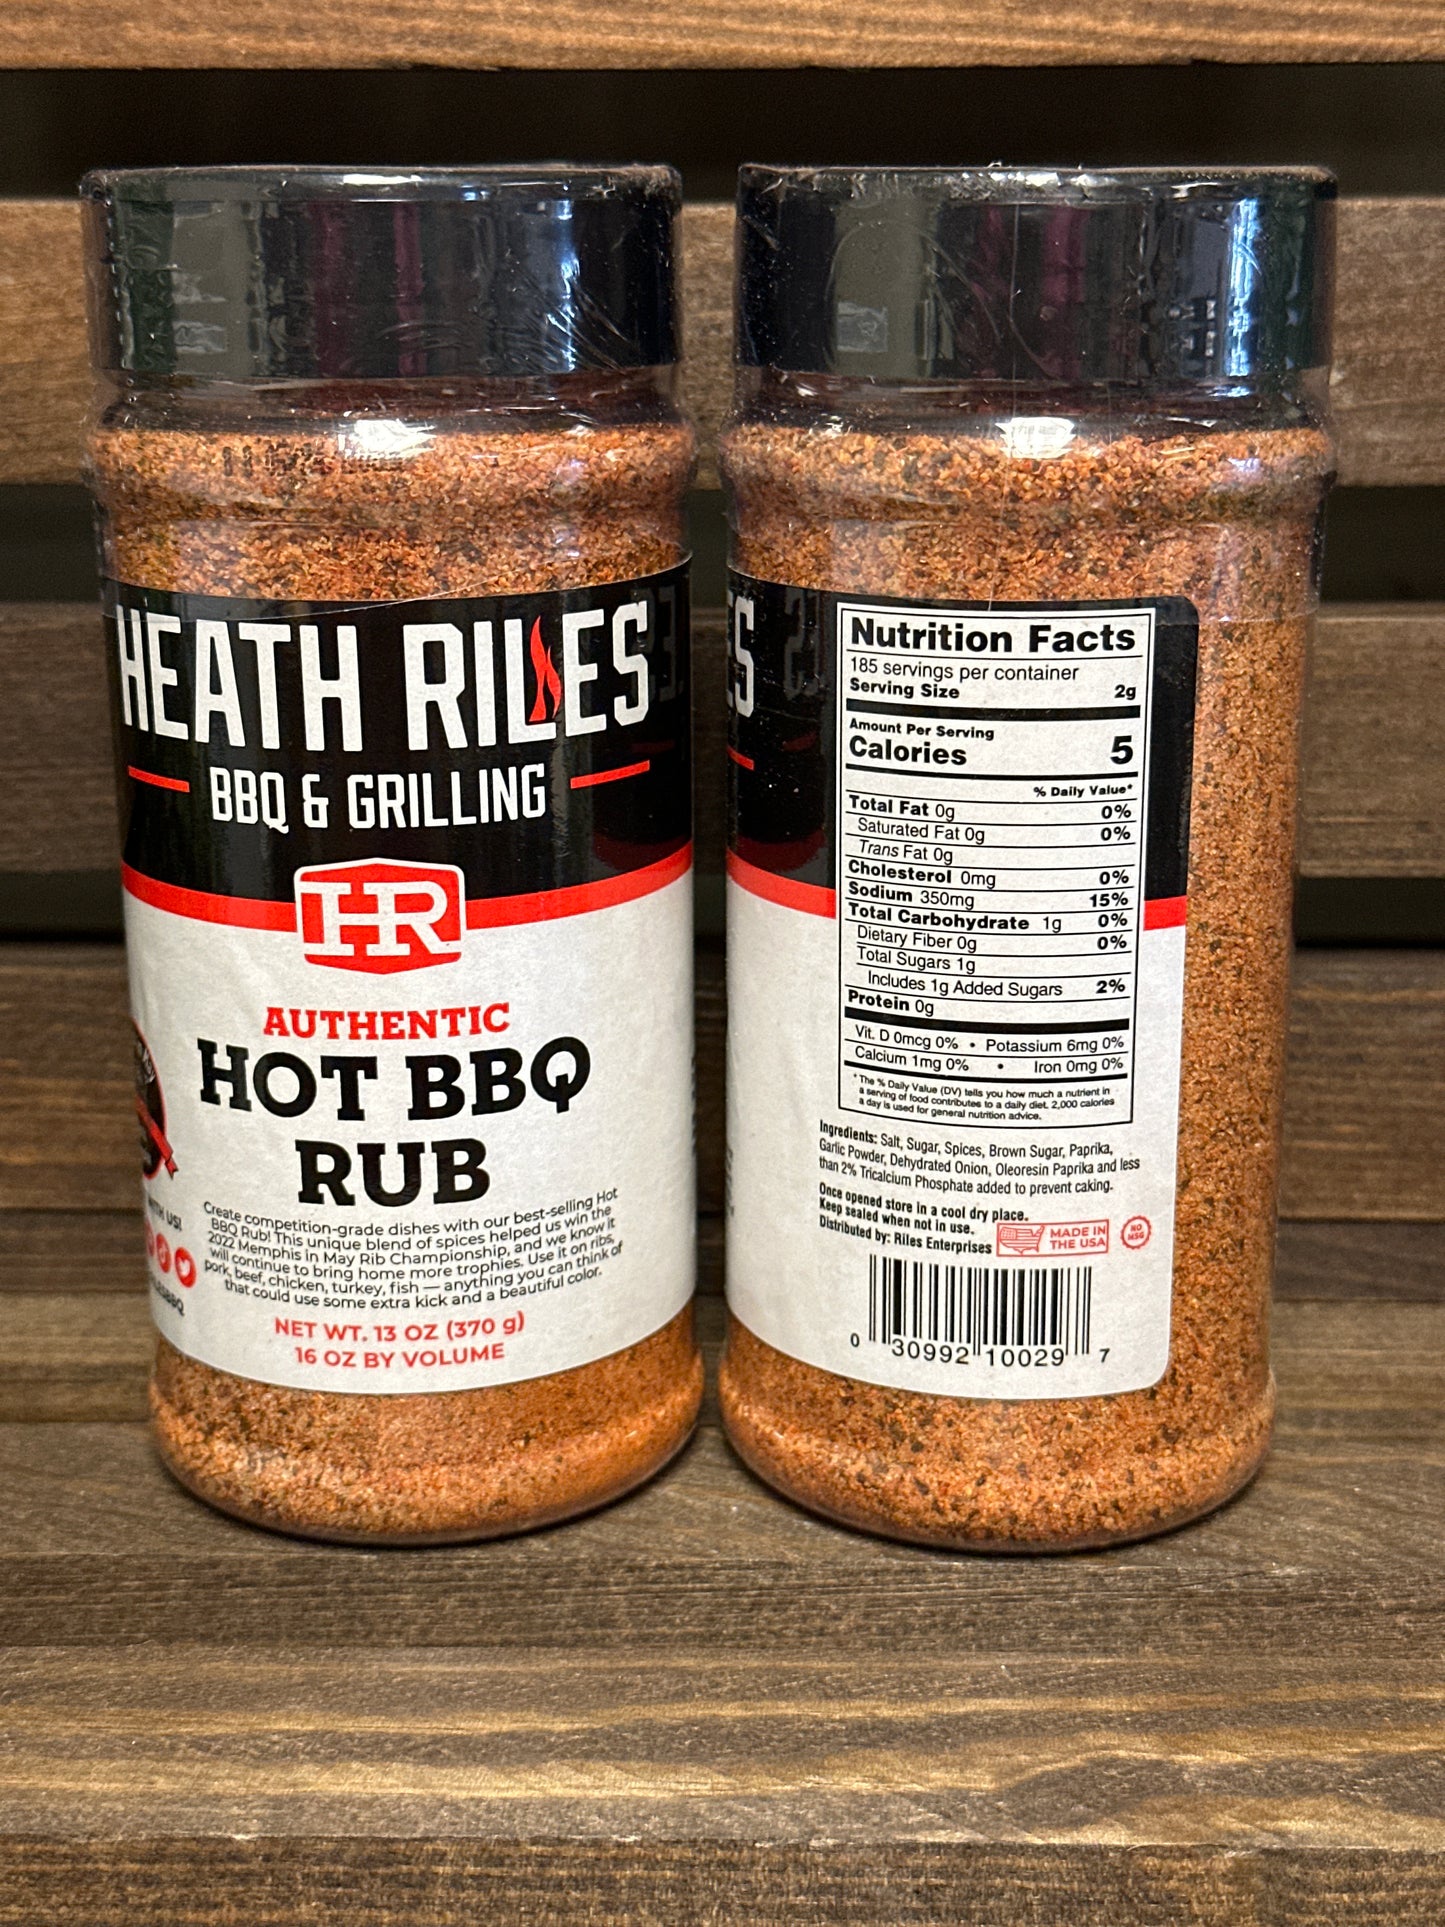 HEATH RILES
BBQ & GRILLING
HR
AUTHENTIC
HOT BBQ
RUB
Create competition-grade dishes with our best-selling Hot
BBQ Rub! This unique blend of spices helped us win the
2022 Memphis in May Rib Championship, and we know it
will continue to bring home more trophies. Use it on ribs,
pork, beef, chicken, turkey, fish — anything you can think of
that could use some extra kick and a beautiful color.
NET WT. 13 OZ (370 g)
16 OZ BY VOLUME
WITH US!
ES
Nutrition Facts
185 servings per container
Serving Size 2g
Amount Per Serving
Calories 5
% Daily Value*
Total Fat 0g 0%
Saturated Fat 0g 0%
Trans Fat 0g
Cholesterol 0mg 0%
Sodium 350mg 15%
Total Carbohydrate 1g 0%
Dietary Fiber 0g 0%
Total Sugars 1g
Includes 1g Added Sugars 2%
Protein 0g
Vit. D 0mcg 0% • Potassium 6mg 0%
Calcium 1mg 0% • Iron 0mg 0%
*The % Daily Value (DV) tells you how much a nutrient in
a serving of food contributes to a daily diet. 2,000 calories
a day is used for general nutrition advice.
Ingredients: Salt, Sugar, Spices, Brown Sugar, Paprika,
Garlic Powder, Dehydrated Onion, Oleoresin Paprika and less
than 2% Tricalcium Phosphate added to prevent caking.
Once opened store in a cool dry place.
Keep sealed when not in use.
Distributed by: Riles Enterprises
MADE IN
THE USA
NO
MSG
0 30992 10029 7